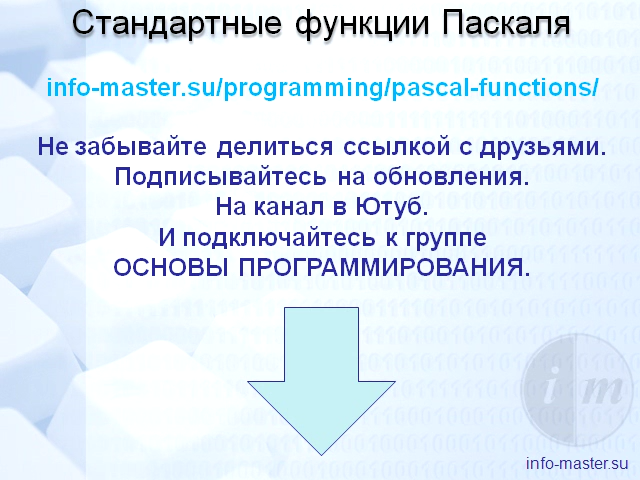 Стандартные функции Паскаля
info-master.su/programming/pascal-functions/
Не забывайте делиться ссылкой с друзьями.
Подписывайтесь на обновления.
На канал в Ютуб.
И подключайтесь к группе
ОСНОВЫ ПРОГРАММИРОВАНИЯ.
im
info-master.su